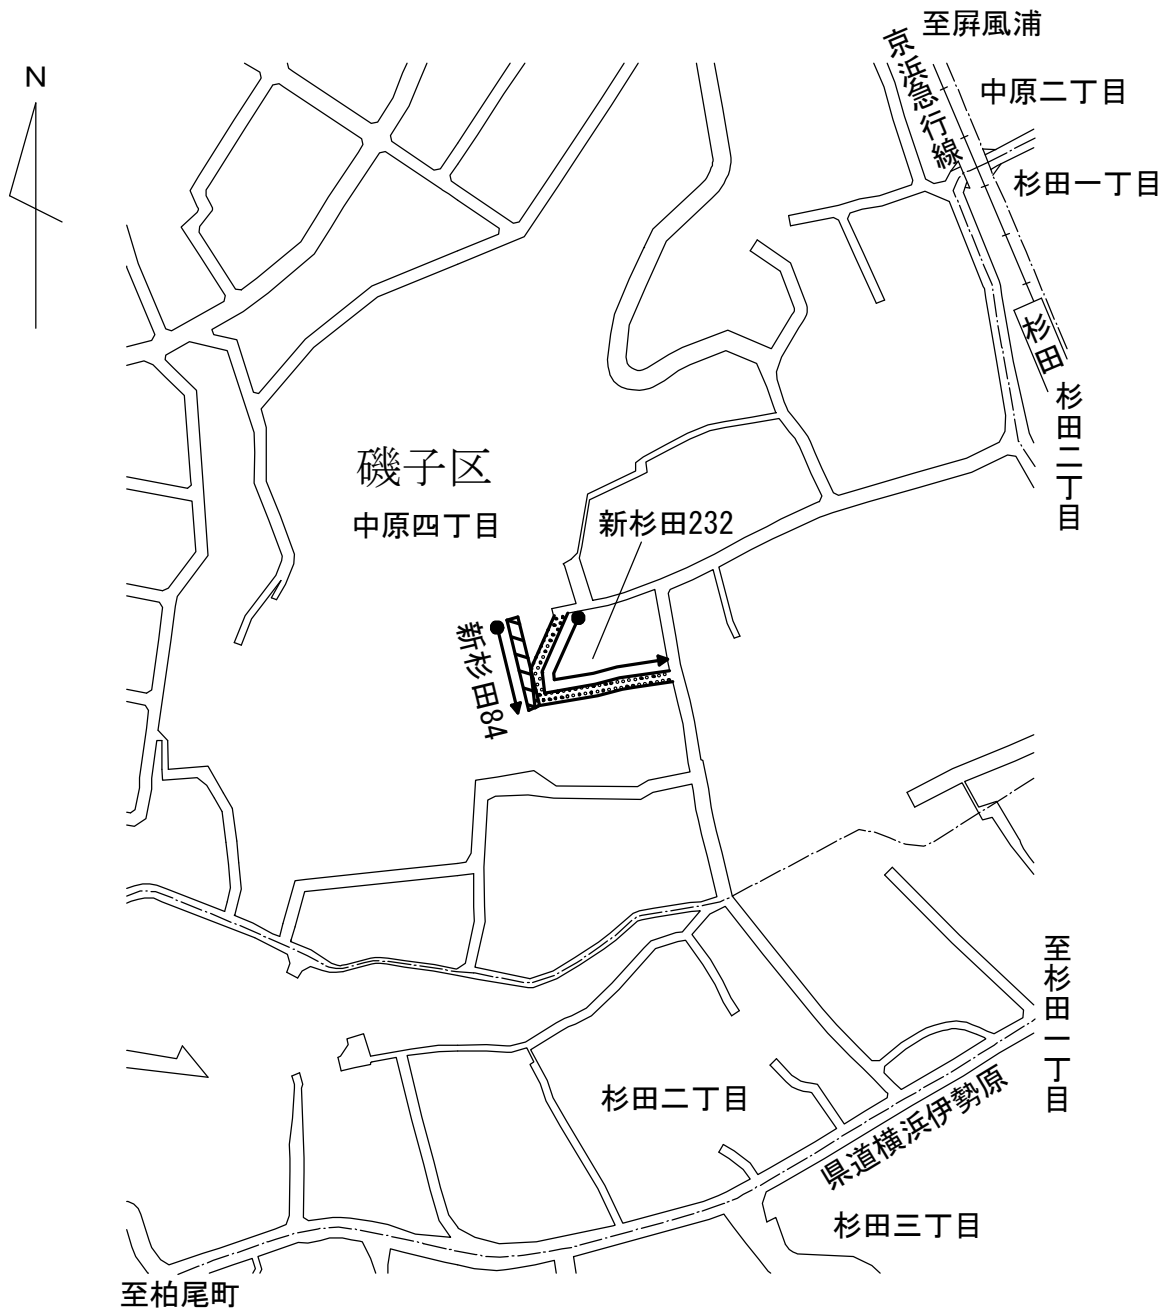 至屛風浦
京浜急行線
N
中原二丁目
杉田一丁目
杉田
杉田二丁目
磯子区
中原四丁目
新杉田232
新杉田84
至杉田一丁目
杉田二丁目
県道横浜伊勢原
杉田三丁目
至柏尾町